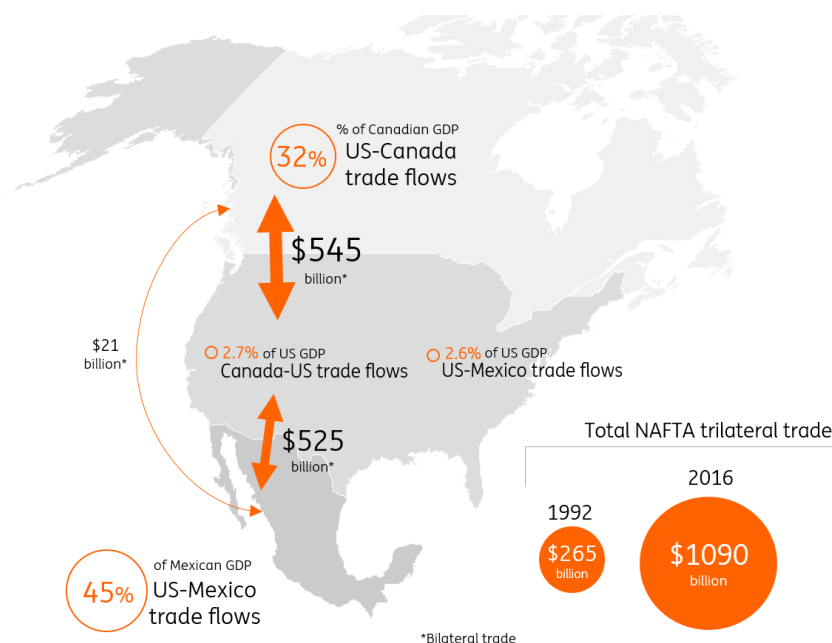 % of Canadian GDP
32%
US-Canada
trade flows
$545
billion*
$21
billion*
2.7% of US GDP
Canada-US trade flows
2.6% of US GDP
US-Mexico trade flows
$525
billion*
Total NAFTA trilateral trade
2016
1992
$265
billion
$1090
billion
of Mexican GDP
45%
US-Mexico
trade flows
*Bilateral trade